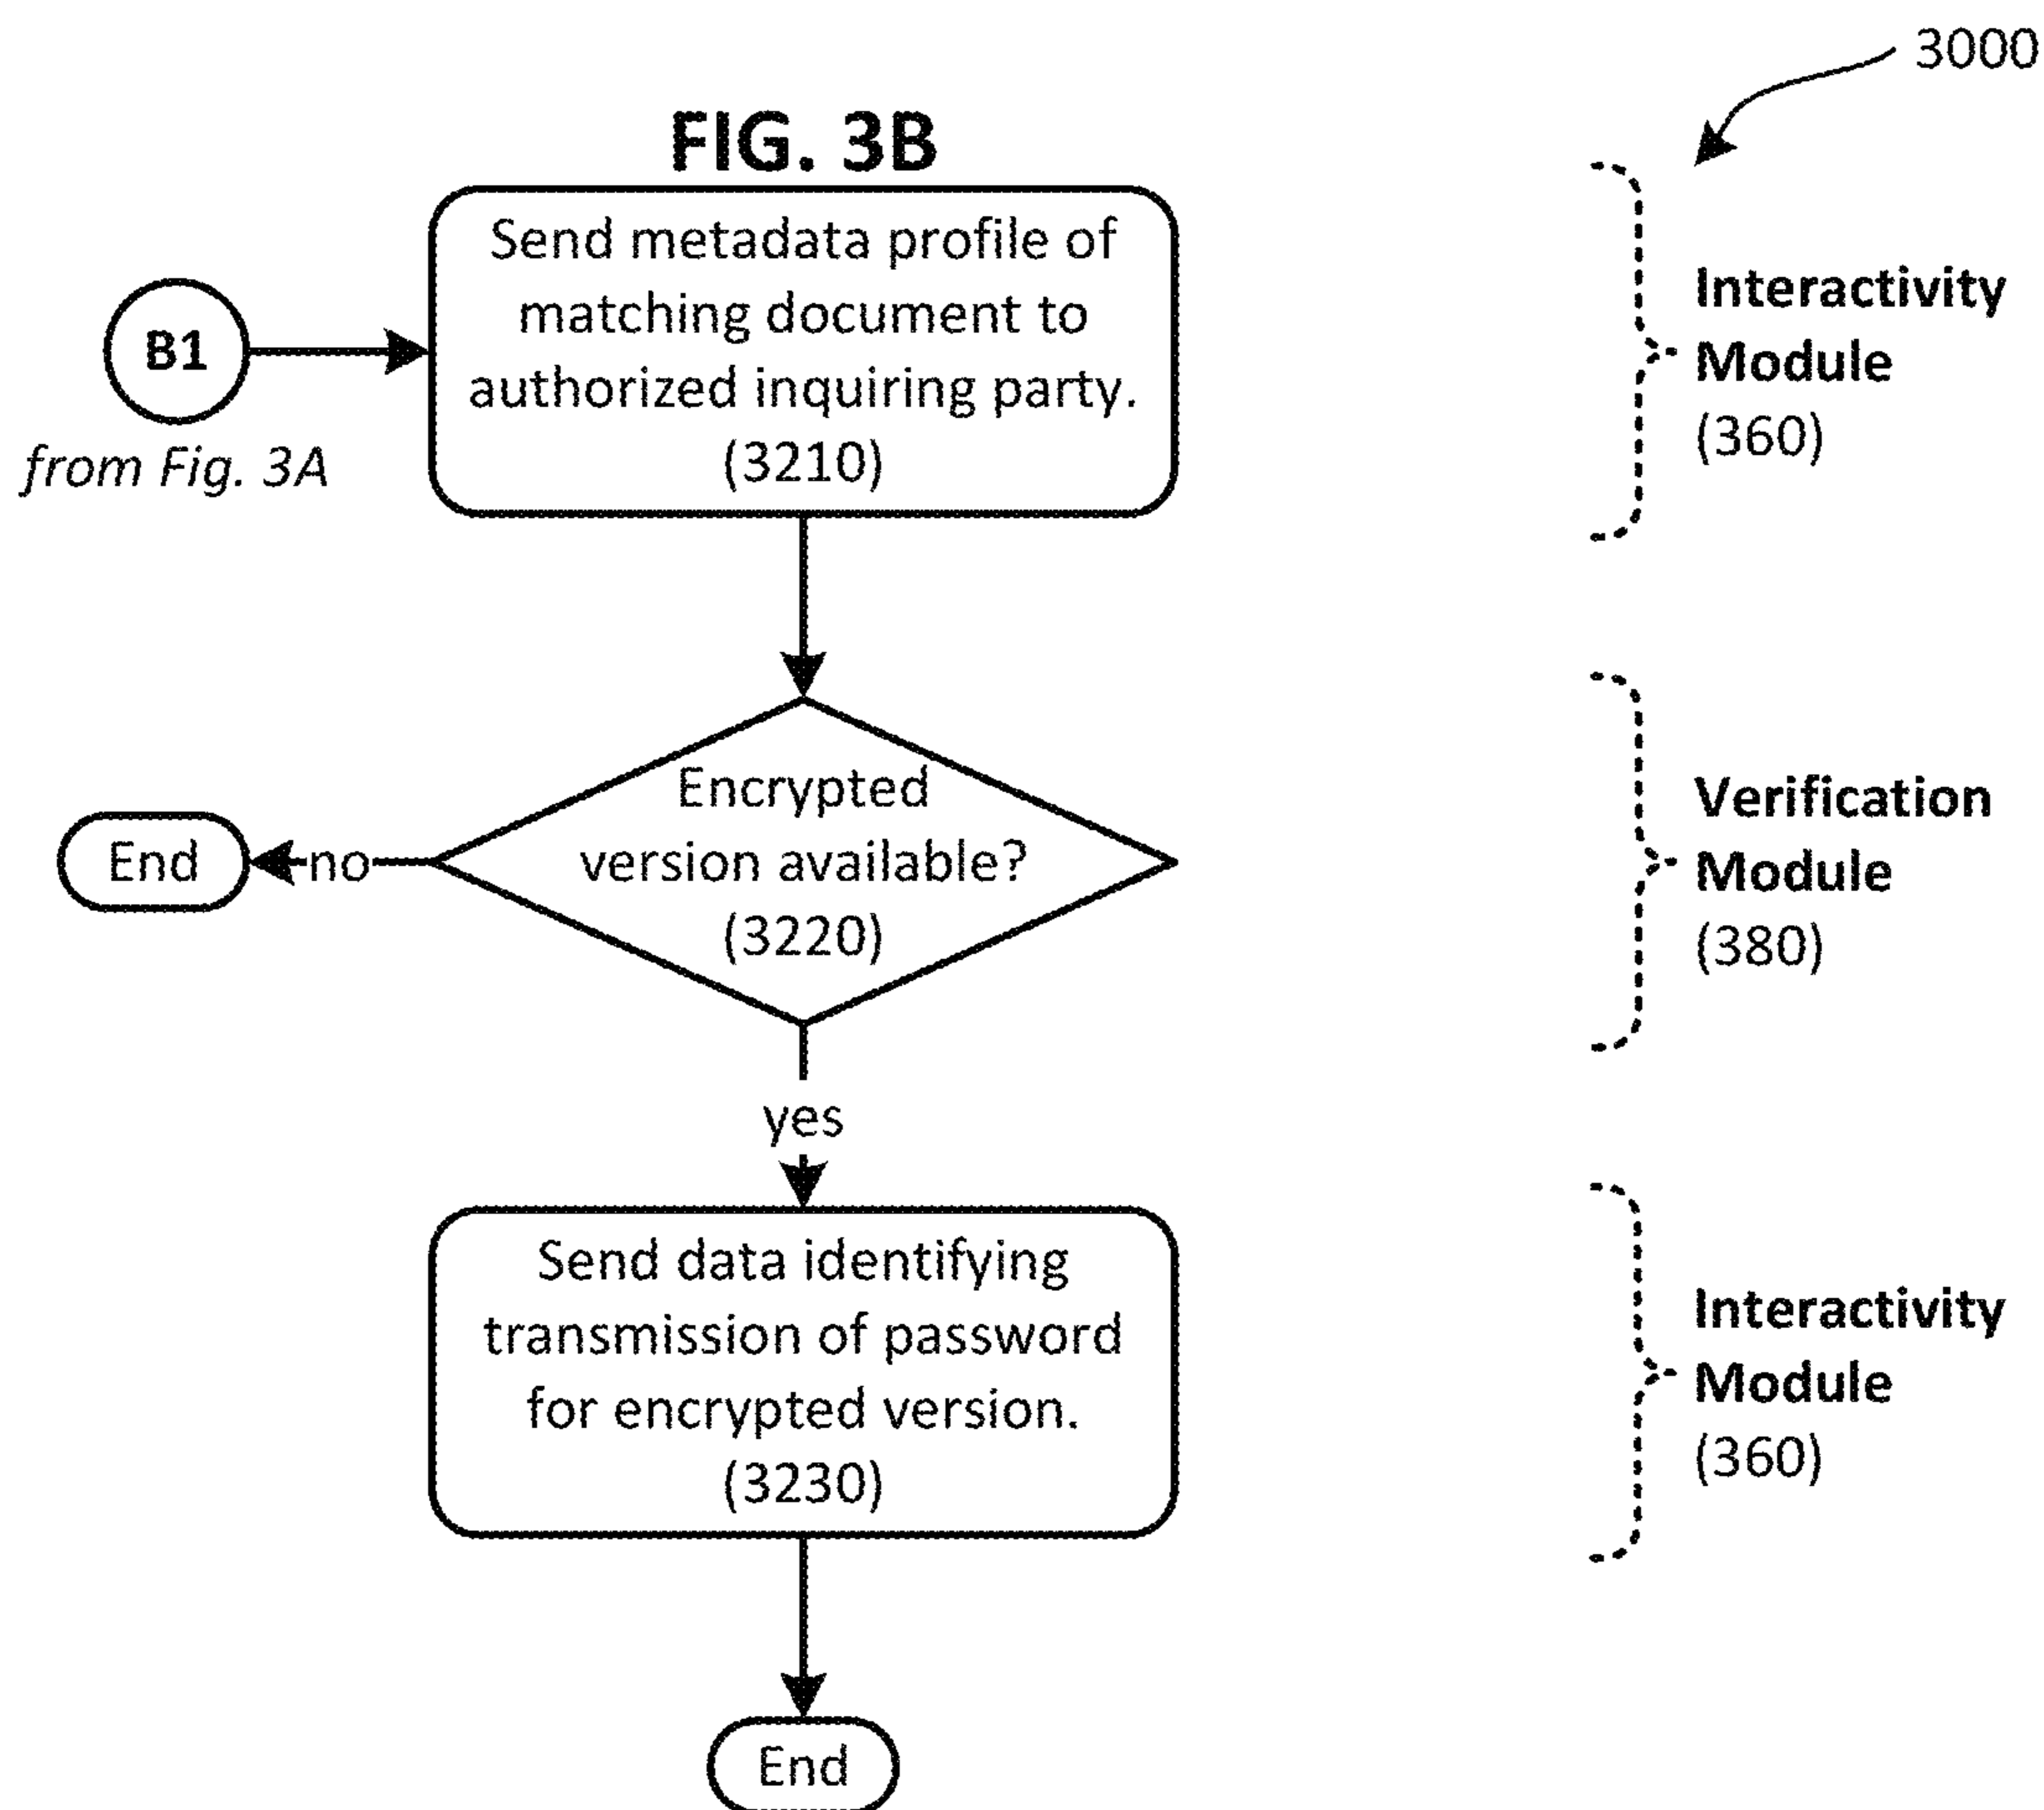 3000
FIG. 3B
Send metadata profile of
matching document to
authorized inquiring party.
(3210)
B1
from Fig. 3A
Interactivity
Module
(360)
Encrypted
version available?
(3220)
no
End
Verification
Module
(380)
yes
Send data identifying
transmission of password
for encrypted version.
(3230)
Interactivity
Module
(360)
End